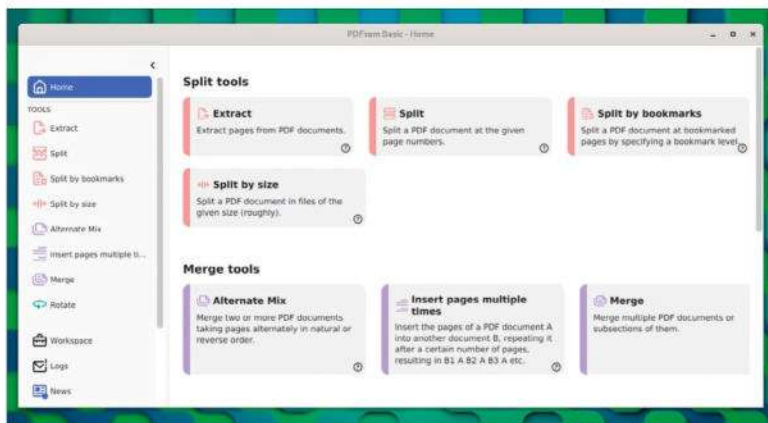 PDFsam Basic - Home
Home
TOOLS
Extract
Split
Split by bookmarks
Split by size
Alternate Mix
Insert pages multiple ti...
Merge
Rotate
Workspace
Logs
News
Split tools
Extract
Extract pages from PDF documents.
Split
Split a PDF document at the given
page numbers.
Split by bookmarks
Split a PDF document at bookmarked
pages by specifying a bookmark level
Split by size
Split a PDF document in files of the
given size (roughly).
Merge tools
Alternate Mix
Merge two or more PDF documents
taking pages alternately in natural or
reverse order.
Insert pages multiple
times
Insert the pages of a PDF document A
into another document B, repeating it
after a certain number of pages,
resulting in B1 A B2 A B3 A etc.
Merge
Merge multiple PDF documents or
subsections of them.